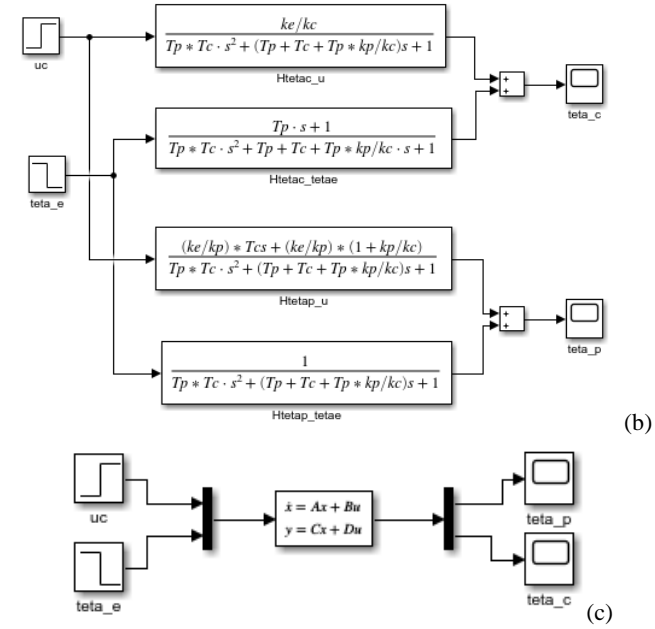 uc
ke/kc
Tp * Tc · s² + (Tp + Tc + Tp * kp/kc)s + 1
Htetac_u
+
+
teta_c
teta_e
Tp · s + 1
Tp * Tc · s² + Tp + Tc + Tp * kp/kc · s + 1
Htetac_tetae
(ke/kp) * Tcs + (ke/kp) * (1 + kp/kc)
Tp * Tc · s² + (Tp + Tc + Tp * kp/kc)s + 1
Htetap_u
+
+
teta_p
1
Tp * Tc · s² + (Tp + Tc + Tp * kp/kc)s + 1
Htetap_tetae
(b)
uc
teta_e
ẋ = Ax + Bu
y = Cx + Du
teta_p
teta_c
(c)